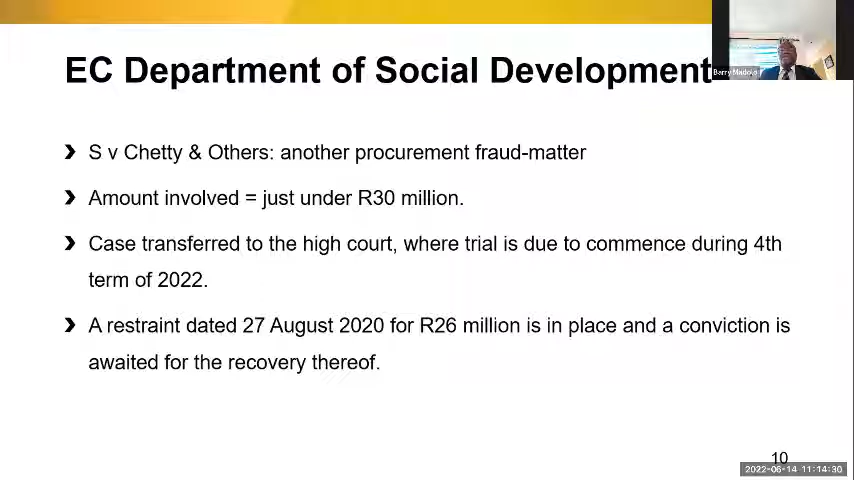 EC Department of Social Development
Barry Madolo
❯ S v Chetty & Others: another procurement fraud-matter
❯ Amount involved = just under R30 million.
❯ Case transferred to the high court, where trial is due to commence during 4th
term of 2022.
❯ A restraint dated 27 August 2020 for R26 million is in place and a conviction is
awaited for the recovery thereof.
10
2022-06-14 11:14:30